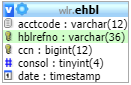 wlr.ehbl
acctcode : varchar(12)
hblrefno : varchar(36)
ccn : bigint(12)
# consol : tinyint(4)
date : timestamp